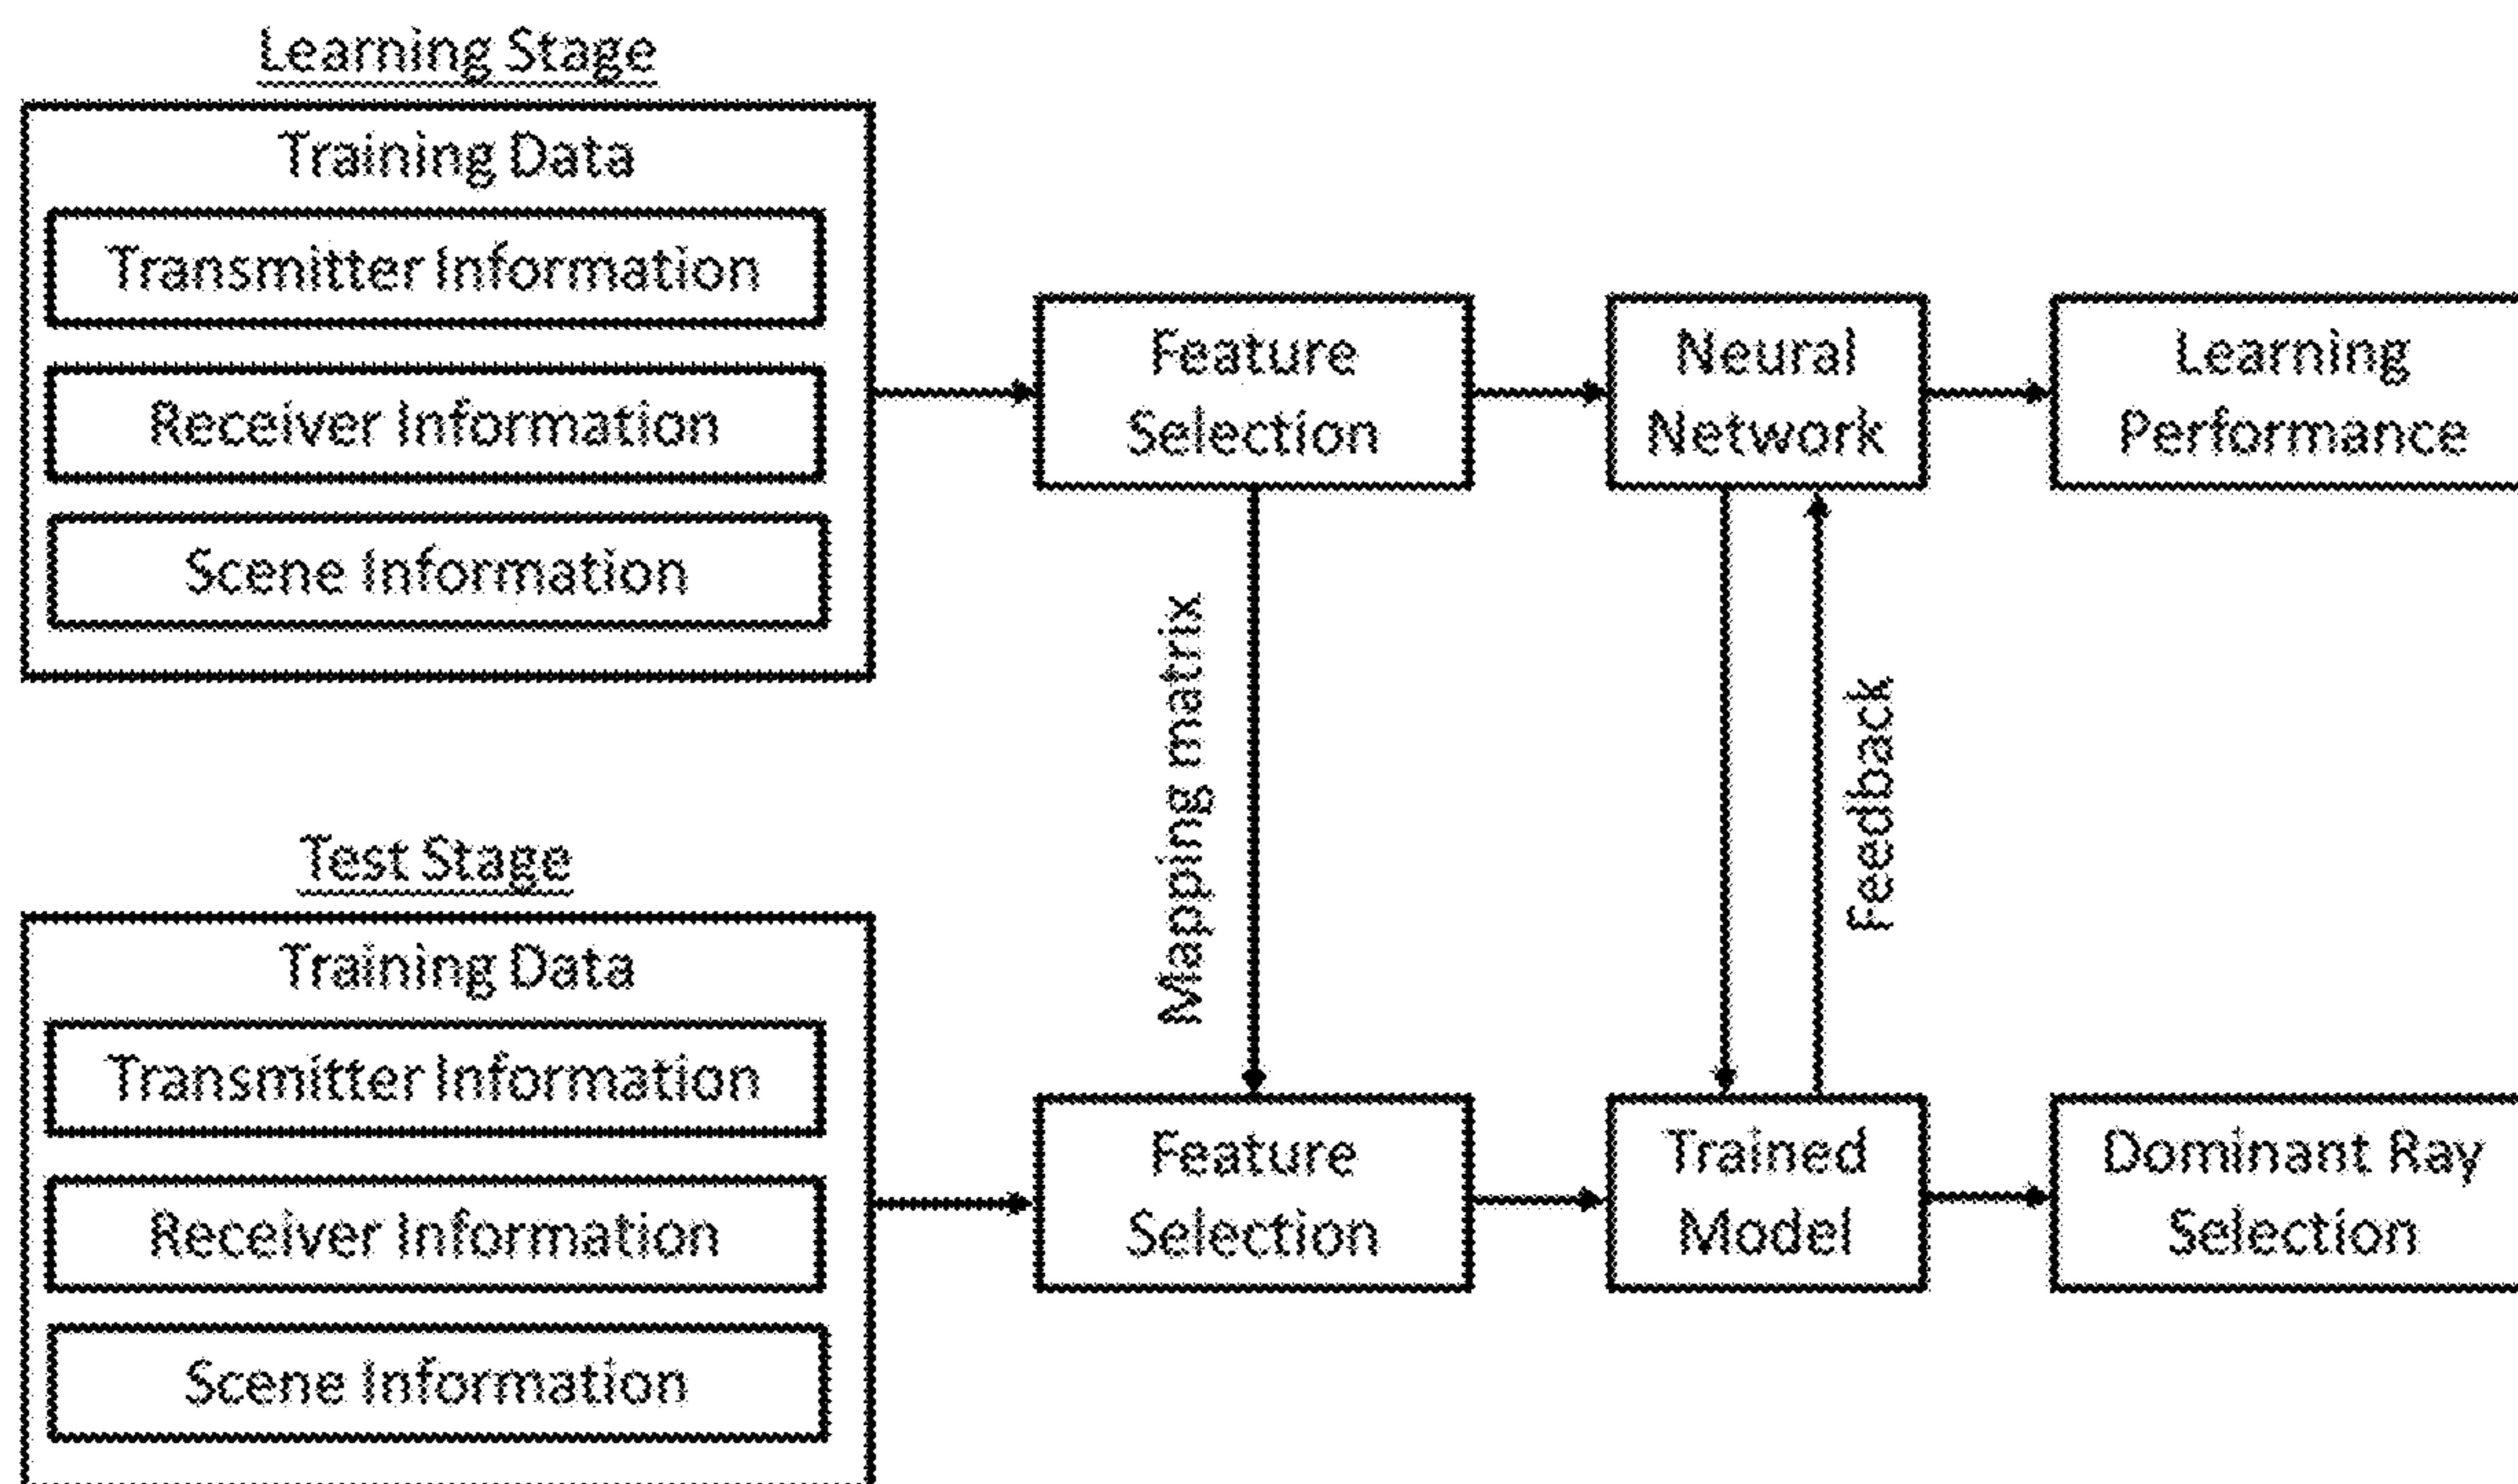 Learning Stage
Training Data
Transmitter Information
Receiver Information
Scene Information
Feature
Selection
Neural
Network
Learning
Performance
Mapping matrix
Feedback
Test Stage
Training Data
Transmitter Information
Receiver Information
Scene Information
Feature
Selection
Trained
Model
Dominant Ray
Selection